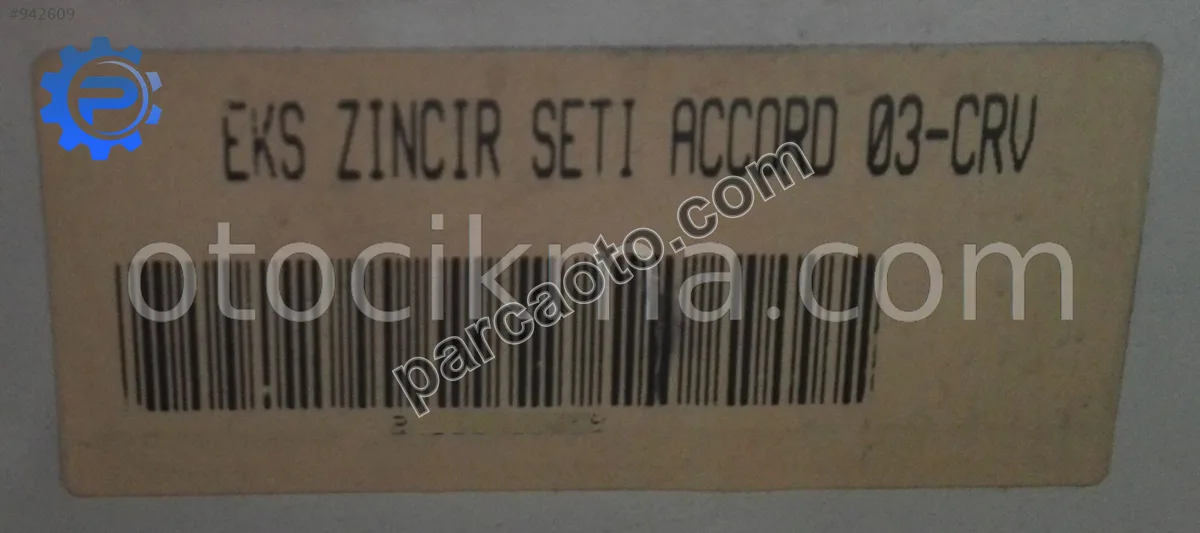 #942609
EKS ZINCIR SETI ACCORD 03-CRV
otocikma.com
parcaoto.com